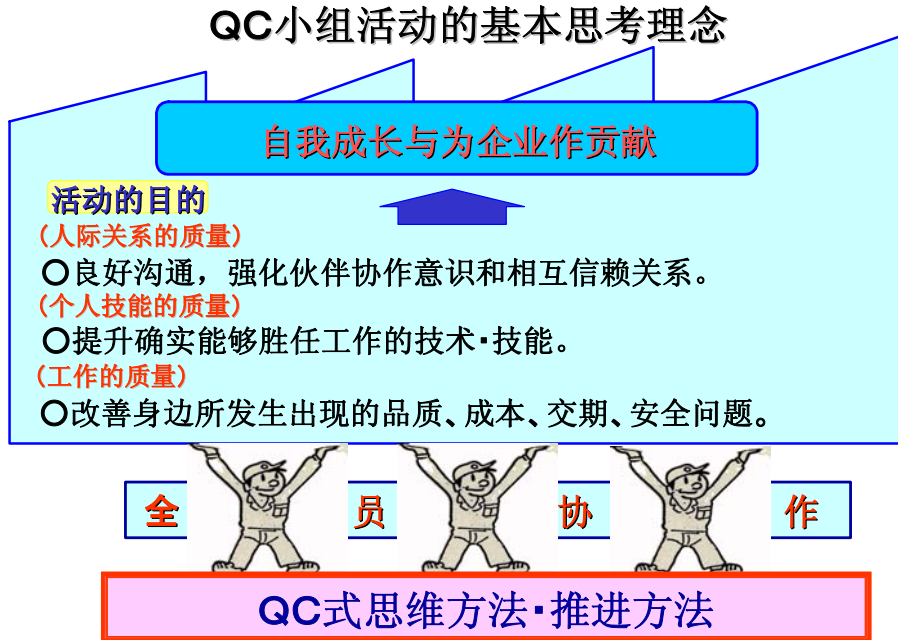 QC小组活动的基本思考理念
自我成长与为企业作贡献
活动的目的
(人际关系的质量)
〇良好沟通，强化伙伴协作意识和相互信赖关系。
(个人技能的质量)
〇提升确实能够胜任工作的技术·技能。
(工作的质量)
〇改善身边所发生出现的品质、成本、交期、安全问题。
全 员 协 作
QC式思维方法·推进方法